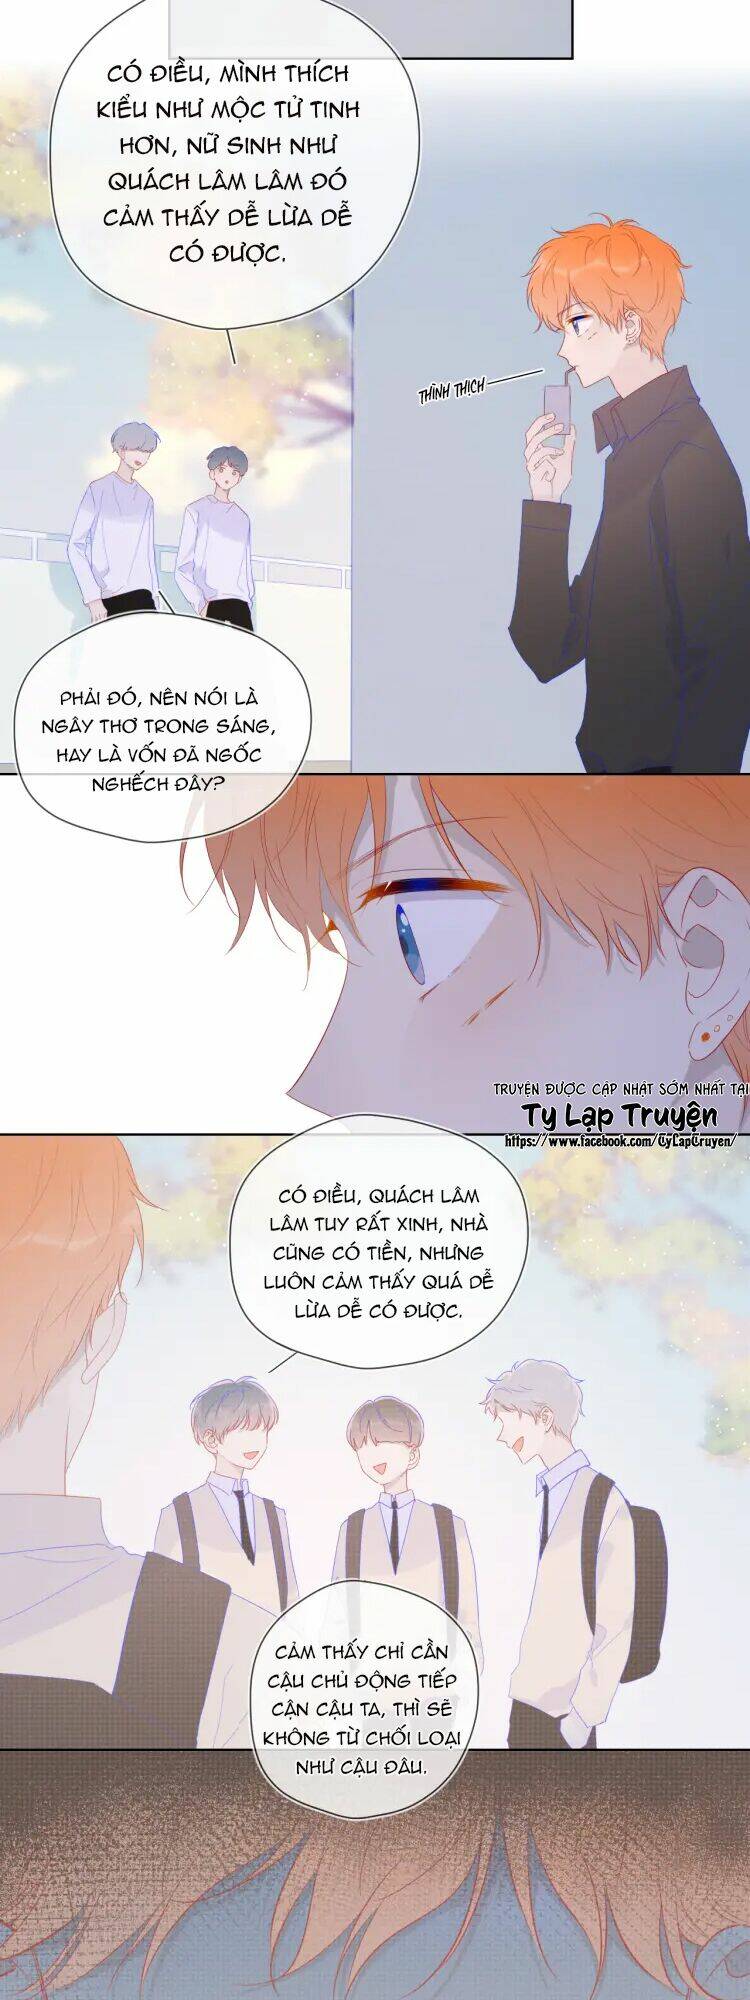 CÓ ĐIỀU, MÌNH THÍCH
KIỂU NHƯ MỘC TỬ TINH
HƠN, NỮ SINH NHƯ
QUÁCH LÂM LÂM ĐÓ
CẢM THẤY DỄ LỪA DỄ
CÓ ĐƯỢC.
THÌNH THỊCH
PHẢI ĐÓ, NÊN NÓI LÀ
NGÂY THƠ TRONG SÁNG,
HAY LÀ VỐN ĐÃ NGỐC
NGHẾCH ĐÂY?
TRUYỆN ĐƯỢC CẬP NHẬT SỚM NHẤT TẠI
Ty Lạp Truyện
https://www.facebook.com/TyLapTruyen/
CÓ ĐIỀU, QUÁCH LÂM
LÂM TUY RẤT XINH, NHÀ
CŨNG CÓ TIỀN, NHƯNG
LUÔN CẢM THẤY QUÁ DỄ
LỪA DỄ CÓ ĐƯỢC.
CẢM THẤY CHỈ CẦN
CẬU CHỦ ĐỘNG TIẾP
CẬN CẬU TA, THÌ SẼ
KHÔNG TỪ CHỐI LOẠI
NHƯ CẬU ĐÂU.